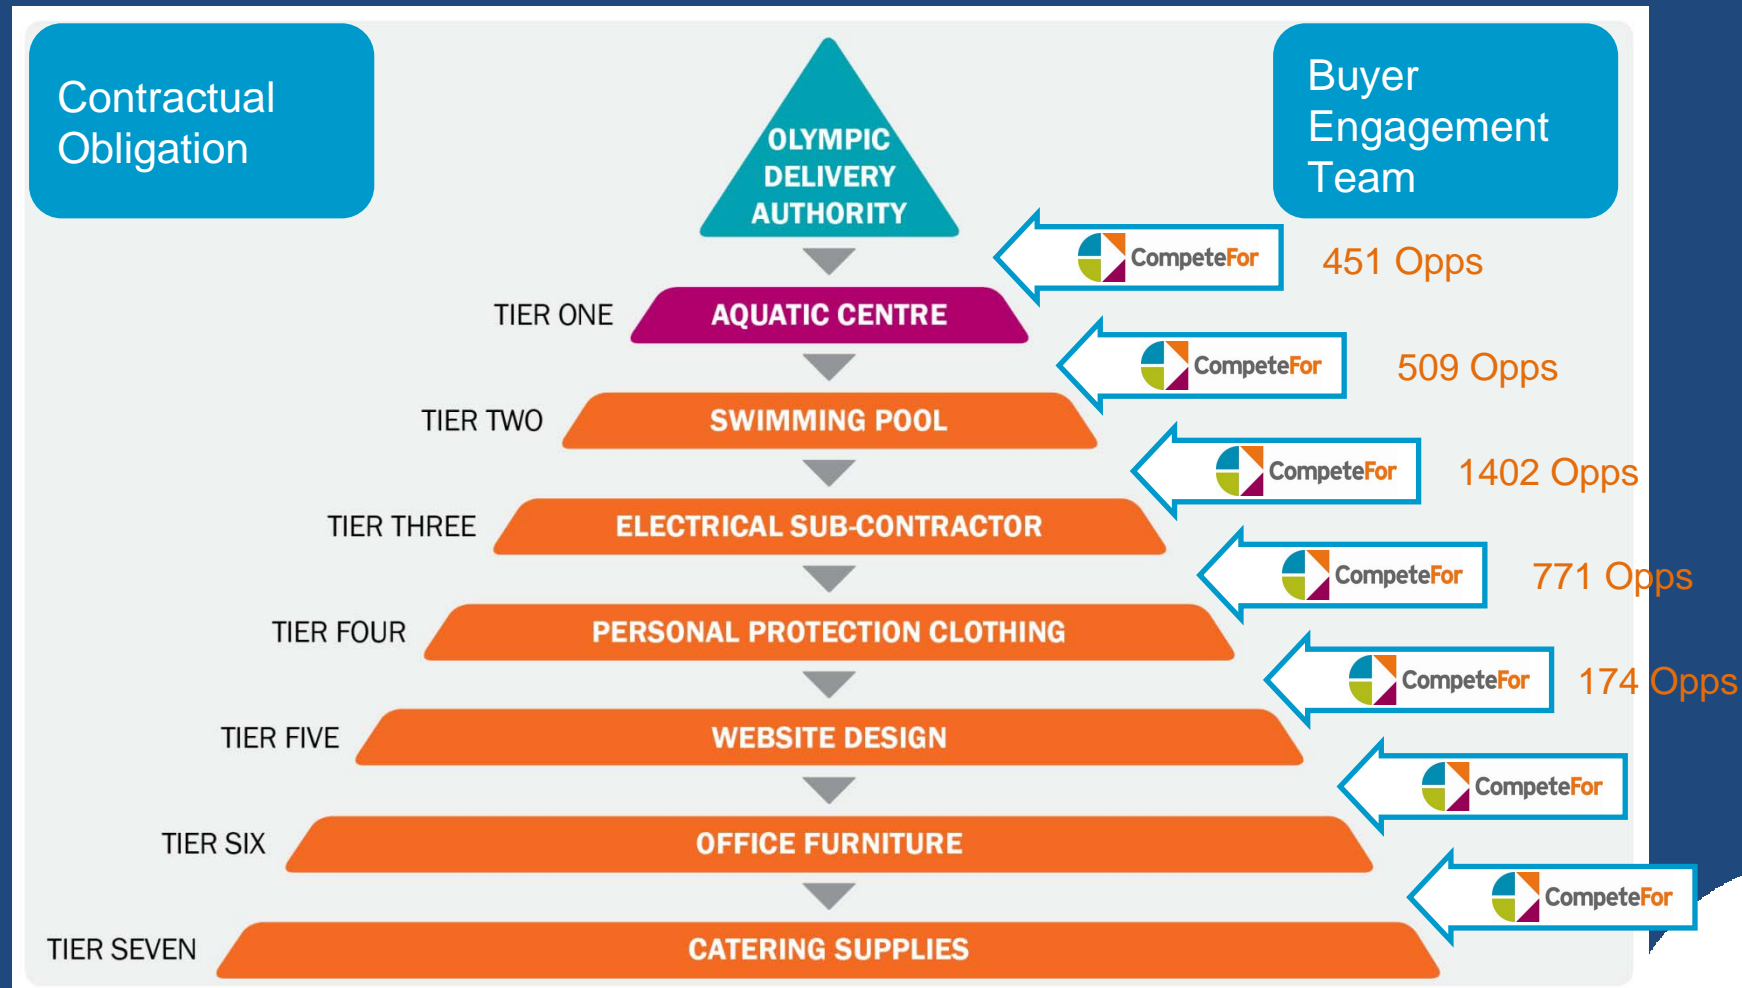 Contractual
Obligation
Buyer
Engagement
Team
OLYMPIC
DELIVERY
AUTHORITY
CompeteFor
451 Opps
TIER ONE
AQUATIC CENTRE
CompeteFor
509 Opps
TIER TWO
SWIMMING POOL
CompeteFor
1402 Opps
TIER THREE
ELECTRICAL SUB-CONTRACTOR
CompeteFor
771 Opps
TIER FOUR
PERSONAL PROTECTION CLOTHING
CompeteFor
174 Opps
TIER FIVE
WEBSITE DESIGN
CompeteFor
TIER SIX
OFFICE FURNITURE
CompeteFor
TIER SEVEN
CATERING SUPPLIES